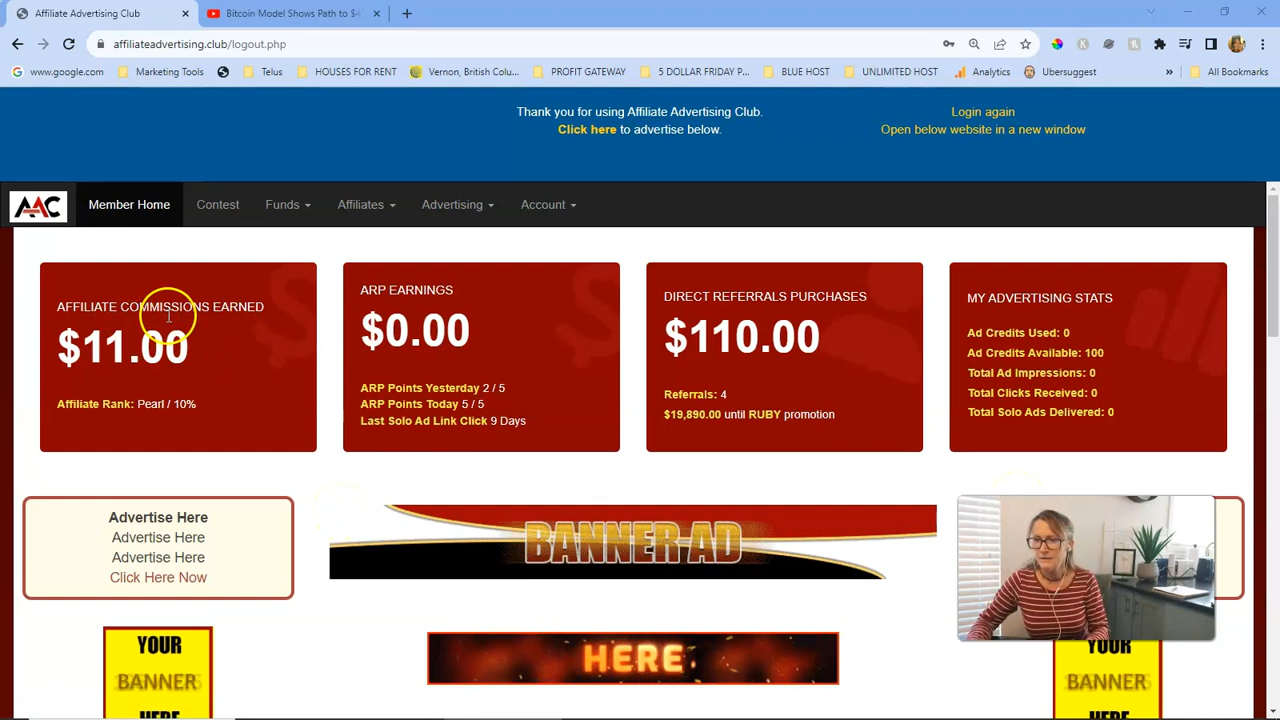 Affiliate Advertising Club
Bitcoin Model Shows Path to $4
affiliateadvertising.club/logout.php
www.google.com
Marketing Tools
Telus
HOUSES FOR RENT
Vernon, British Colu...
PROFIT GATEWAY
5 DOLLAR FRIDAY P...
BLUE HOST
UNLIMITED HOST
Analytics
Ubersuggest
All Bookmarks
Thank you for using Affiliate Advertising Club.
Click here to advertise below.
Login again
Open below website in a new window
AAC
Member Home
Contest
Funds
Affiliates
Advertising
Account
AFFILIATE COMMISSIONS EARNED
$11.00
Affiliate Rank: Pearl / 10%
ARP EARNINGS
$0.00
ARP Points Yesterday 2 / 5
ARP Points Today 5 / 5
Last Solo Ad Link Click 9 Days
DIRECT REFERRALS PURCHASES
$110.00
Referrals: 4
$19,890.00 until RUBY promotion
MY ADVERTISING STATS
Ad Credits Used: 0
Ad Credits Available: 100
Total Ad Impressions: 0
Total Clicks Received: 0
Total Solo Ads Delivered: 0
Advertise Here
Advertise Here
Advertise Here
Click Here Now
BANNER AD
YOUR
BANNER
HERE
HERE
YOUR
BANNER
HERE